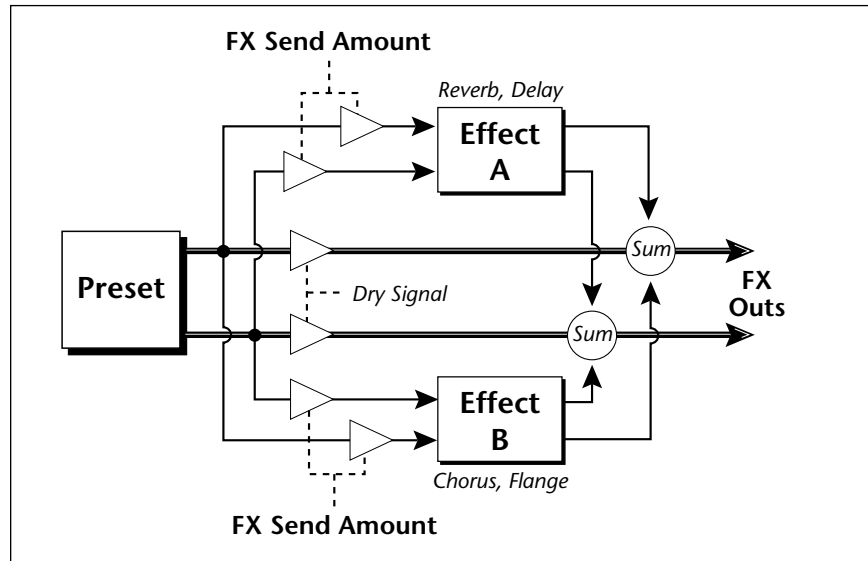 FX Send Amount
Reverb, Delay
Effect
A
Sum
Preset
Dry Signal
FX
Outs
Sum
Effect
B
Chorus, Flange
FX Send Amount